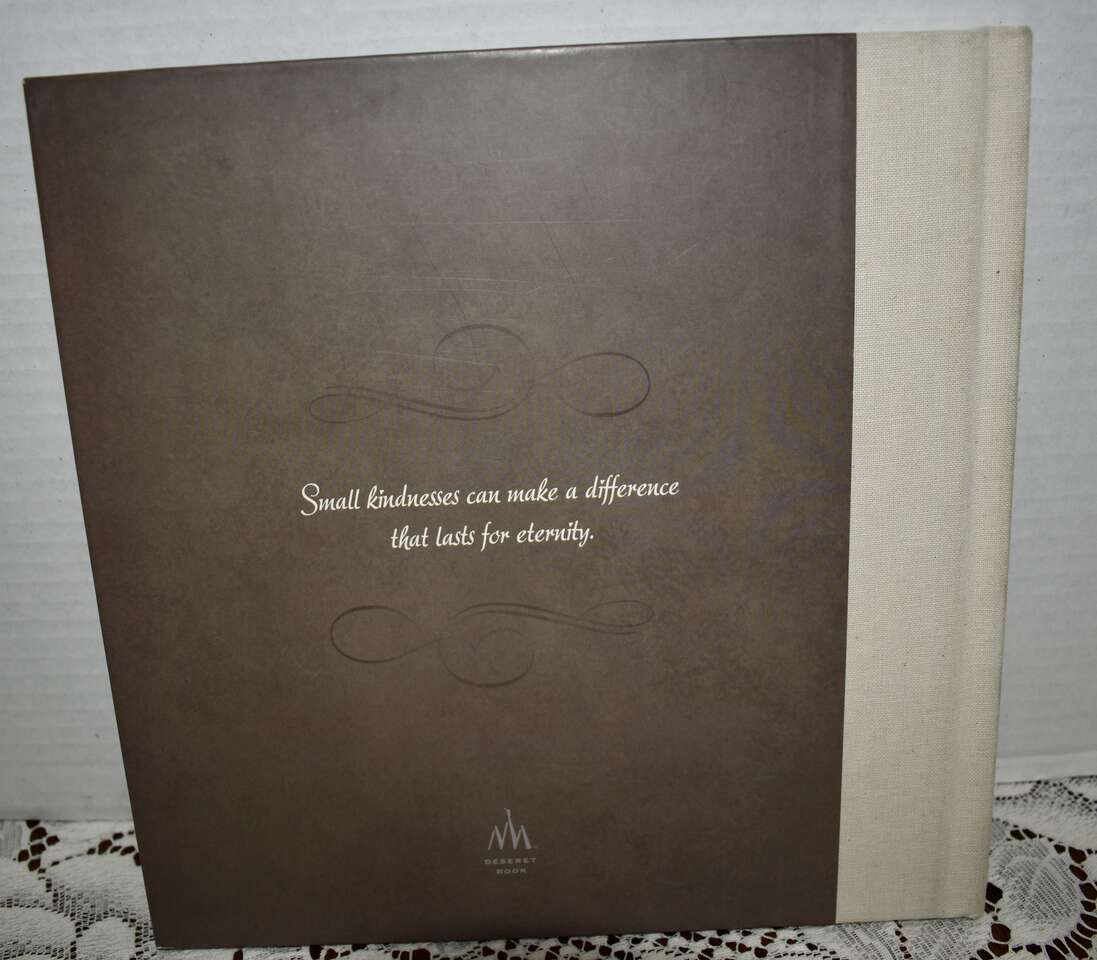 Small kindnesses can make a difference
that lasts for eternity.
DESERET
BOOK